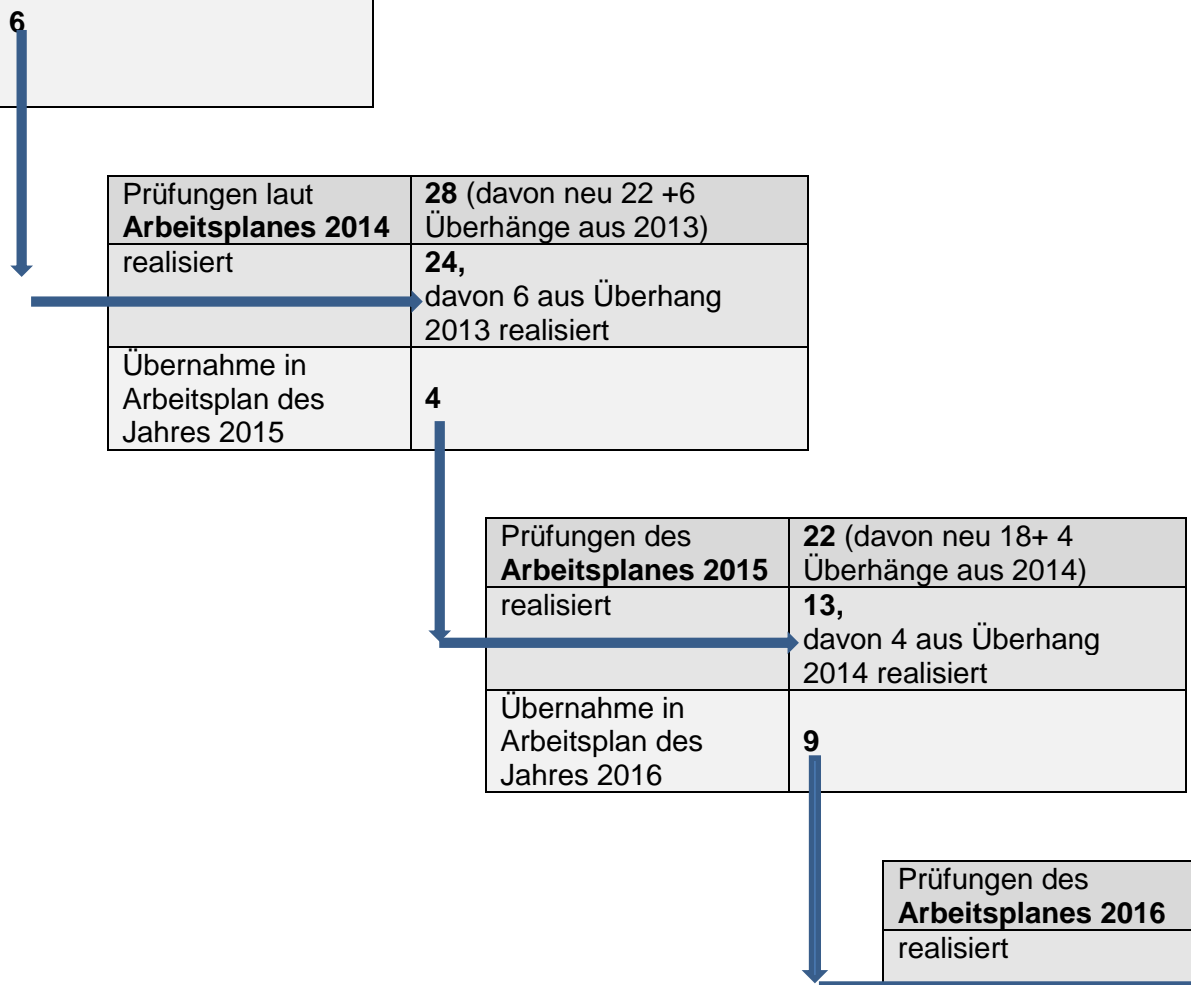 6
Prüfungen laut
Arbeitsplanes 2014
28 (davon neu 22 +6
Überhänge aus 2013)
realisiert
24,
davon 6 aus Überhang
2013 realisiert
Übernahme in
Arbeitsplan des
Jahres 2015
4
Prüfungen des
Arbeitsplanes 2015
22 (davon neu 18+ 4
Überhänge aus 2014)
realisiert
13,
davon 4 aus Überhang
2014 realisiert
Übernahme in
Arbeitsplan des
Jahres 2016
9
Prüfungen des
Arbeitsplanes 2016
realisiert